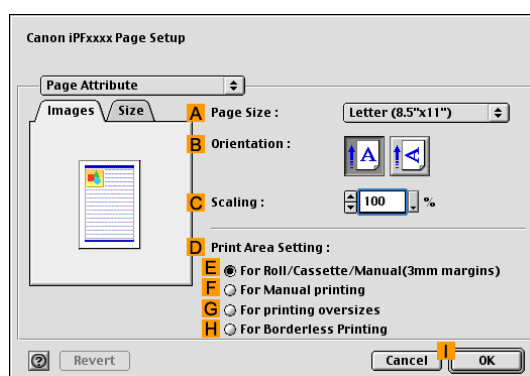 Canon iPFxxxx Page Setup
Page Attribute
Images Size
A Page Size : Letter (8.5"x11")
B Orientation : A A
C Scaling : 100 %
D Print Area Setting :
E For Roll/Cassette/Manual(3mm margins)
F For Manual printing
G For printing oversizes
H For Borderless Printing
I
? Revert Cancel OK